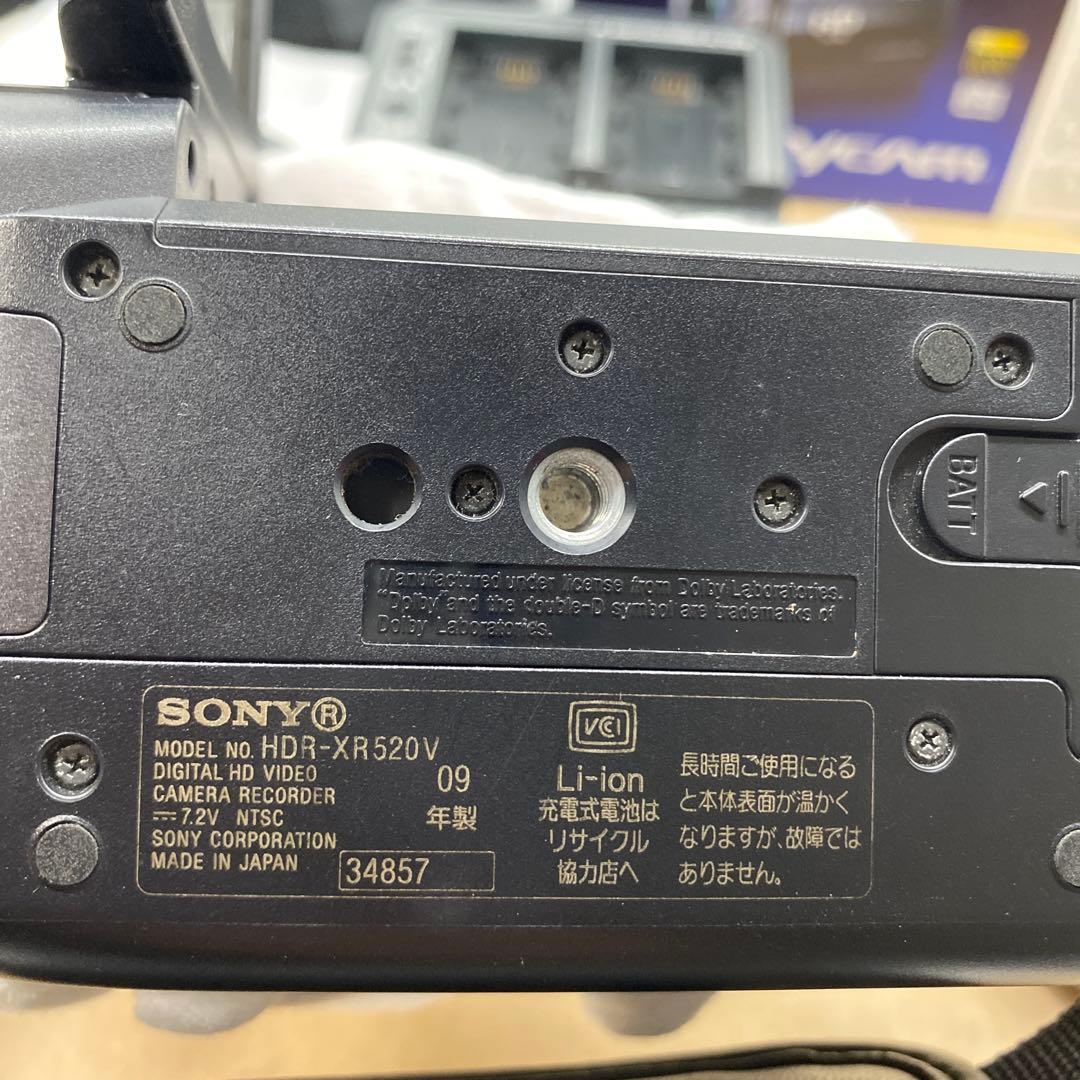 BATT
Manufactured under license from Dolby Laboratories.
"Dolby" and the double-D symbol are trademarks of
Dolby Laboratories.
SONY®
MODEL NO. HDR-XR520V
DIGITAL HD VIDEO
CAMERA RECORDER
7.2V NTSC
SONY CORPORATION
MADE IN JAPAN
09
年製
34857
VCI
Li-ion
充電式電池は
リサイクル
協力店へ
長時間ご使用になる
と本体表面が温かく
なりますが、故障では
ありません。